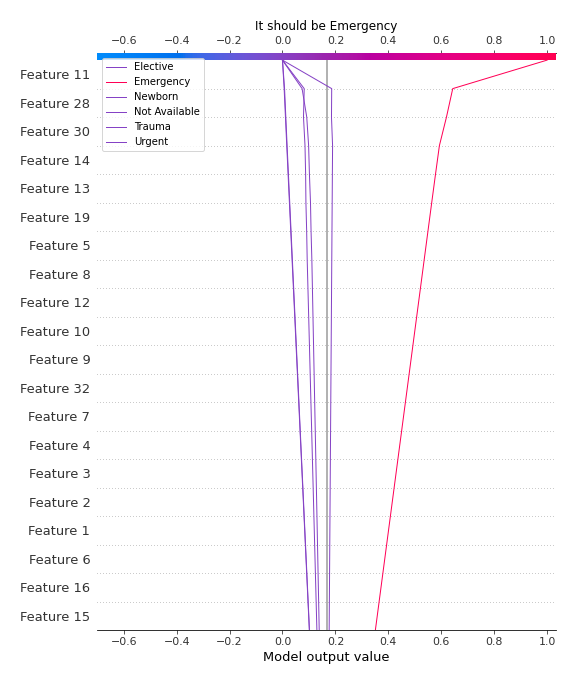 It should be Emergency
−0.6 −0.4 −0.2 0.0 0.2 0.4 0.6 0.8 1.0
Elective
Emergency
Newborn
Not Available
Trauma
Urgent
Feature 11
Feature 28
Feature 30
Feature 14
Feature 13
Feature 19
Feature 5
Feature 8
Feature 12
Feature 10
Feature 9
Feature 32
Feature 7
Feature 4
Feature 3
Feature 2
Feature 1
Feature 6
Feature 16
Feature 15
−0.6 −0.4 −0.2 0.0 0.2 0.4 0.6 0.8 1.0
Model output value